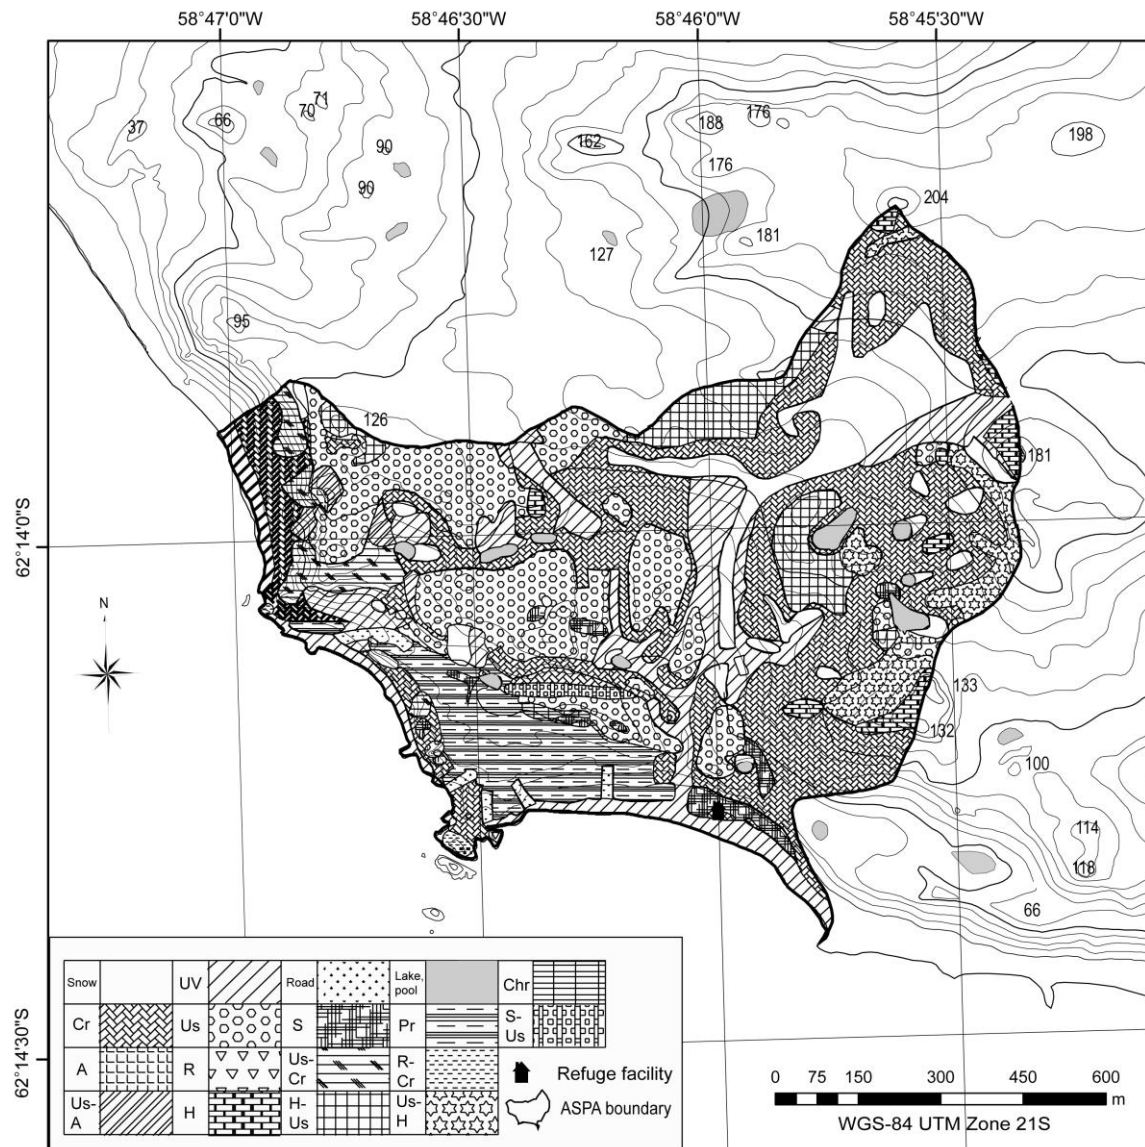 58°47'0"W 58°46'3"W 58°46'0"W 58°45'3"W
37
66
70
71
90
90
162
188
176
176
198
204
181
127
95
126
181
62°14'0"S
N
133
132
100
114
118
66
62°14'30"S
Snow UV Road Lake, pool Chr
Cr Us S Pr S-Us
A R Us-Cr R-Cr
Us-A H H-Us Us-H
Refuge facility
ASPA boundary
0 75 150 300 450 600
m
WGS-84 UTM Zone 21S